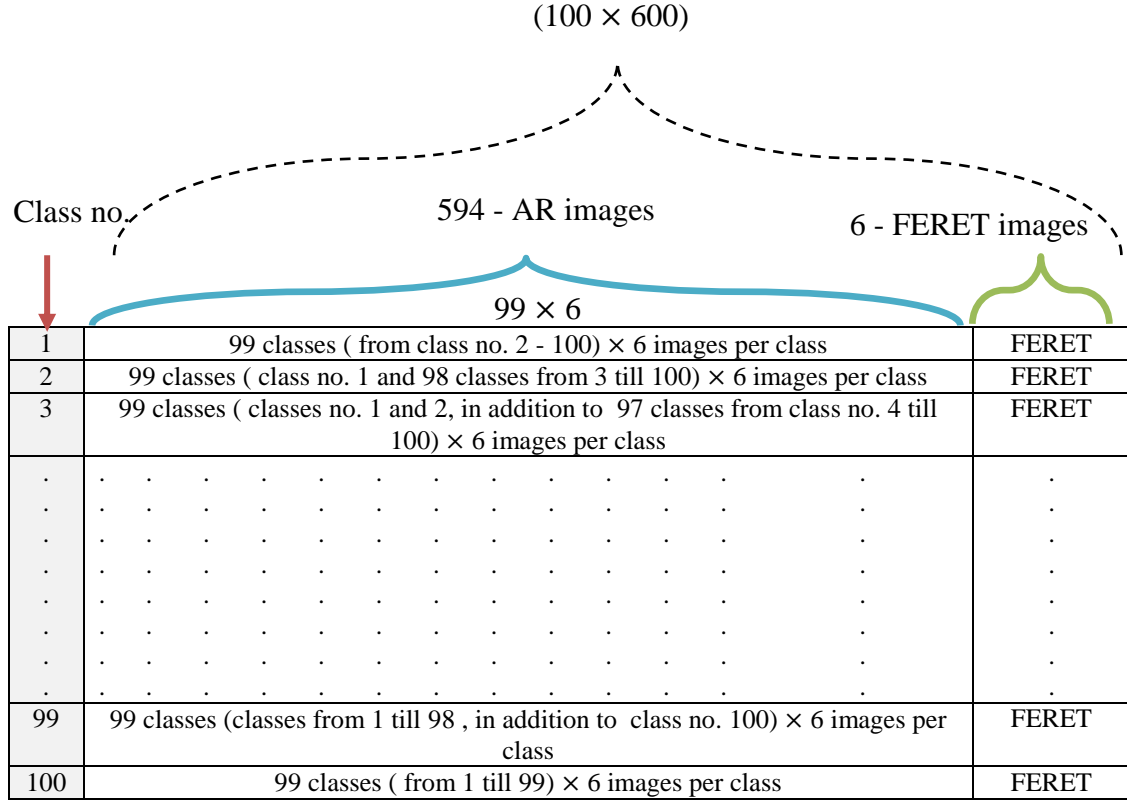 (100 × 600)
Class no.
594 - AR images
6 - FERET images
99 × 6
1 99 classes ( from class no. 2 - 100) × 6 images per class FERET
2 99 classes ( class no. 1 and 98 classes from 3 till 100) × 6 images per class FERET
3 99 classes ( classes no. 1 and 2, in addition to 97 classes from class no. 4 till FERET
100) × 6 images per class
. . . . . . . . . . . . . . .
. . . . . . . . . . . . . . .
. . . . . . . . . . . . . . .
. . . . . . . . . . . . . . .
. . . . . . . . . . . . . . .
. . . . . . . . . . . . . . .
. . . . . . . . . . . . . . .
. . . . . . . . . . . . . . .
99 99 classes (classes from 1 till 98 , in addition to class no. 100) × 6 images per FERET
class
100 99 classes ( from 1 till 99) × 6 images per class FERET